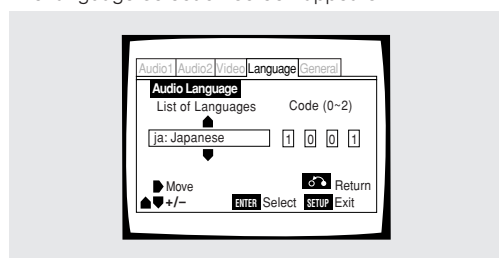 Audio1 Audio2 Video Language General
Audio Language
List of Languages Code (0~2)
ja: Japanese 1 0 0 1
Move Return
+/– ENTER Select SETUP Exit